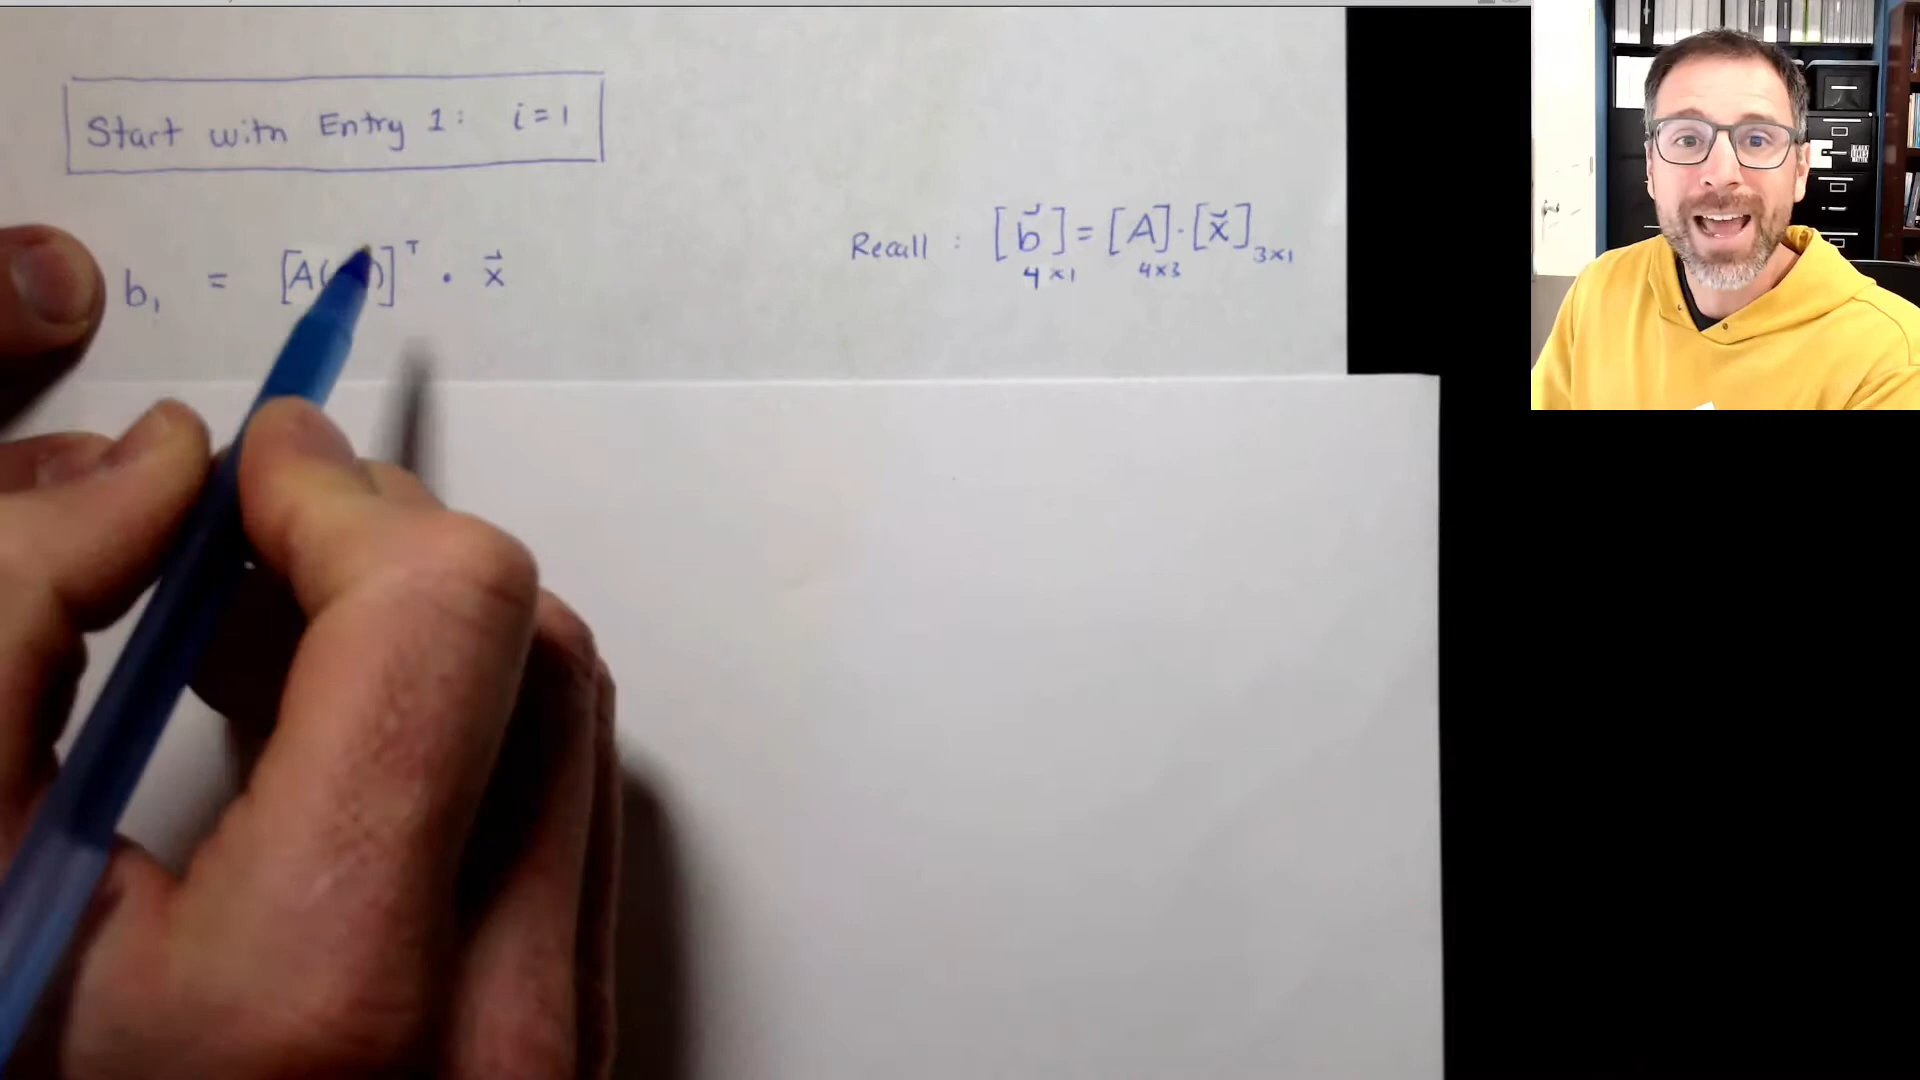 Start with Entry 1: i=1
Recall : [b⃗] = [A] · [x⃗]
4×1 4×3 3×1
b₁ = [A( )]ᵀ · x⃗